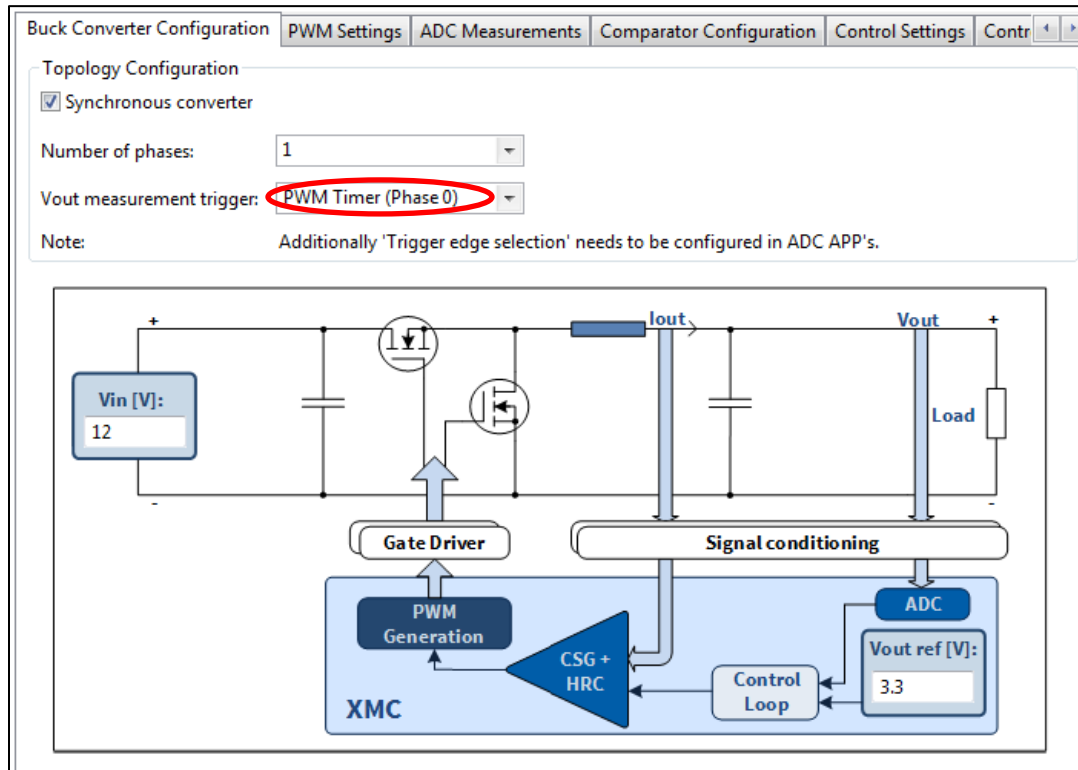 Buck Converter Configuration PWM Settings ADC Measurements Comparator Configuration Control Settings Contr
Topology Configuration
Synchronous converter
Number of phases: 1
Vout measurement trigger: PWM Timer (Phase 0)
Note: Additionally 'Trigger edge selection' needs to be configured in ADC APP's.
+ Iout Vout +
Vin [V]:
12
Load
- -
Gate Driver Signal conditioning
PWM
Generation
ADC
CSG +
HRC
Vout ref [V]:
3.3
Control
Loop
XMC